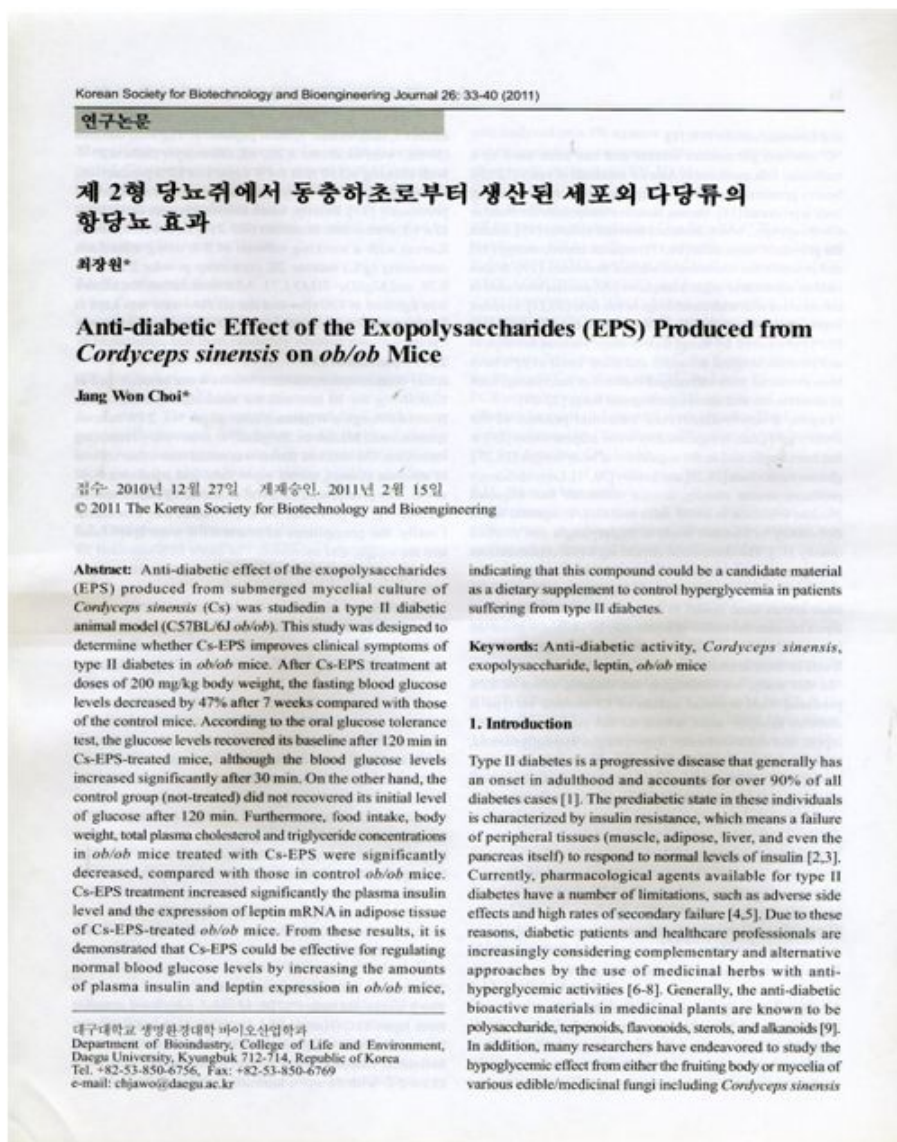 Korean Society for Biotechnology and Bioengineering Journal 26: 33-40 (2011)
연구논문
제 2형 당뇨쥐에서 동충하초로부터 생산된 세포외 다당류의
항당뇨 효과
최장원*
Anti-diabetic Effect of the Exopolysaccharides (EPS) Produced from
Cordyceps sinensis on ob/ob Mice
Jang Won Choi*
접수. 2010년 12월 27일 게재승인. 2011년 2월 15일
© 2011 The Korean Society for Biotechnology and Bioengineering
Abstract: Anti-diabetic effect of the exopolysaccharides
(EPS) produced from submerged mycelial culture of
Cordyceps sinensis (Cs) was studiedin a type II diabetic
animal model (C57BL/6J ob/ob). This study was designed to
determine whether Cs-EPS improves clinical symptoms of
type II diabetes in ob/ob mice. After Cs-EPS treatment at
doses of 200 mg/kg body weight, the fasting blood glucose
levels decreased by 47% after 7 weeks compared with those
of the control mice. According to the oral glucose tolerance
test, the glucose levels recovered its baseline after 120 min in
Cs-EPS-treated mice, although the blood glucose levels
increased significantly after 30 min. On the other hand, the
control group (not-treated) did not recovered its initial level
of glucose after 120 min. Furthermore, food intake, body
weight, total plasma cholesterol and triglyceride concentrations
in ob/ob mice treated with Cs-EPS were significantly
decreased, compared with those in control ob/ob mice.
Cs-EPS treatment increased significantly the plasma insulin
level and the expression of leptin mRNA in adipose tissue
of Cs-EPS-treated ob/ob mice. From these results, it is
demonstrated that Cs-EPS could be effective for regulating
normal blood glucose levels by increasing the amounts
of plasma insulin and leptin expression in ob/ob mice,
대구대학교 생명환경대학 바이오산업학과
Department of Bioindustry, College of Life and Environment,
Daegu University, Kyungbuk 712-714, Republic of Korea
Tel. +82-53-850-6756, Fax: +82-53-850-6769
e-mail: chjawo@daegu.ac.kr
indicating that this compound could be a candidate material
as a dietary supplement to control hyperglycemia in patients
suffering from type II diabetes.
Keywords: Anti-diabetic activity, Cordyceps sinensis,
exopolysaccharide, leptin, ob/ob mice
1. Introduction
Type II diabetes is a progressive disease that generally has
an onset in adulthood and accounts for over 90% of all
diabetes cases [1]. The prediabetic state in these individuals
is characterized by insulin resistance, which means a failure
of peripheral tissues (muscle, adipose, liver, and even the
pancreas itself) to respond to normal levels of insulin [2,3].
Currently, pharmacological agents available for type II
diabetes have a number of limitations, such as adverse side
effects and high rates of secondary failure [4,5]. Due to these
reasons, diabetic patients and healthcare professionals are
increasingly considering complementary and alternative
approaches by the use of medicinal herbs with anti-
hyperglycemic activities [6-8]. Generally, the anti-diabetic
bioactive materials in medicinal plants are known to be
polysaccharide, terpenoids, flavonoids, sterols, and alkanoids [9].
In addition, many researchers have endeavored to study the
hypoglycemic effect from either the fruiting body or mycelia of
various edible/medicinal fungi including Cordyceps sinensis